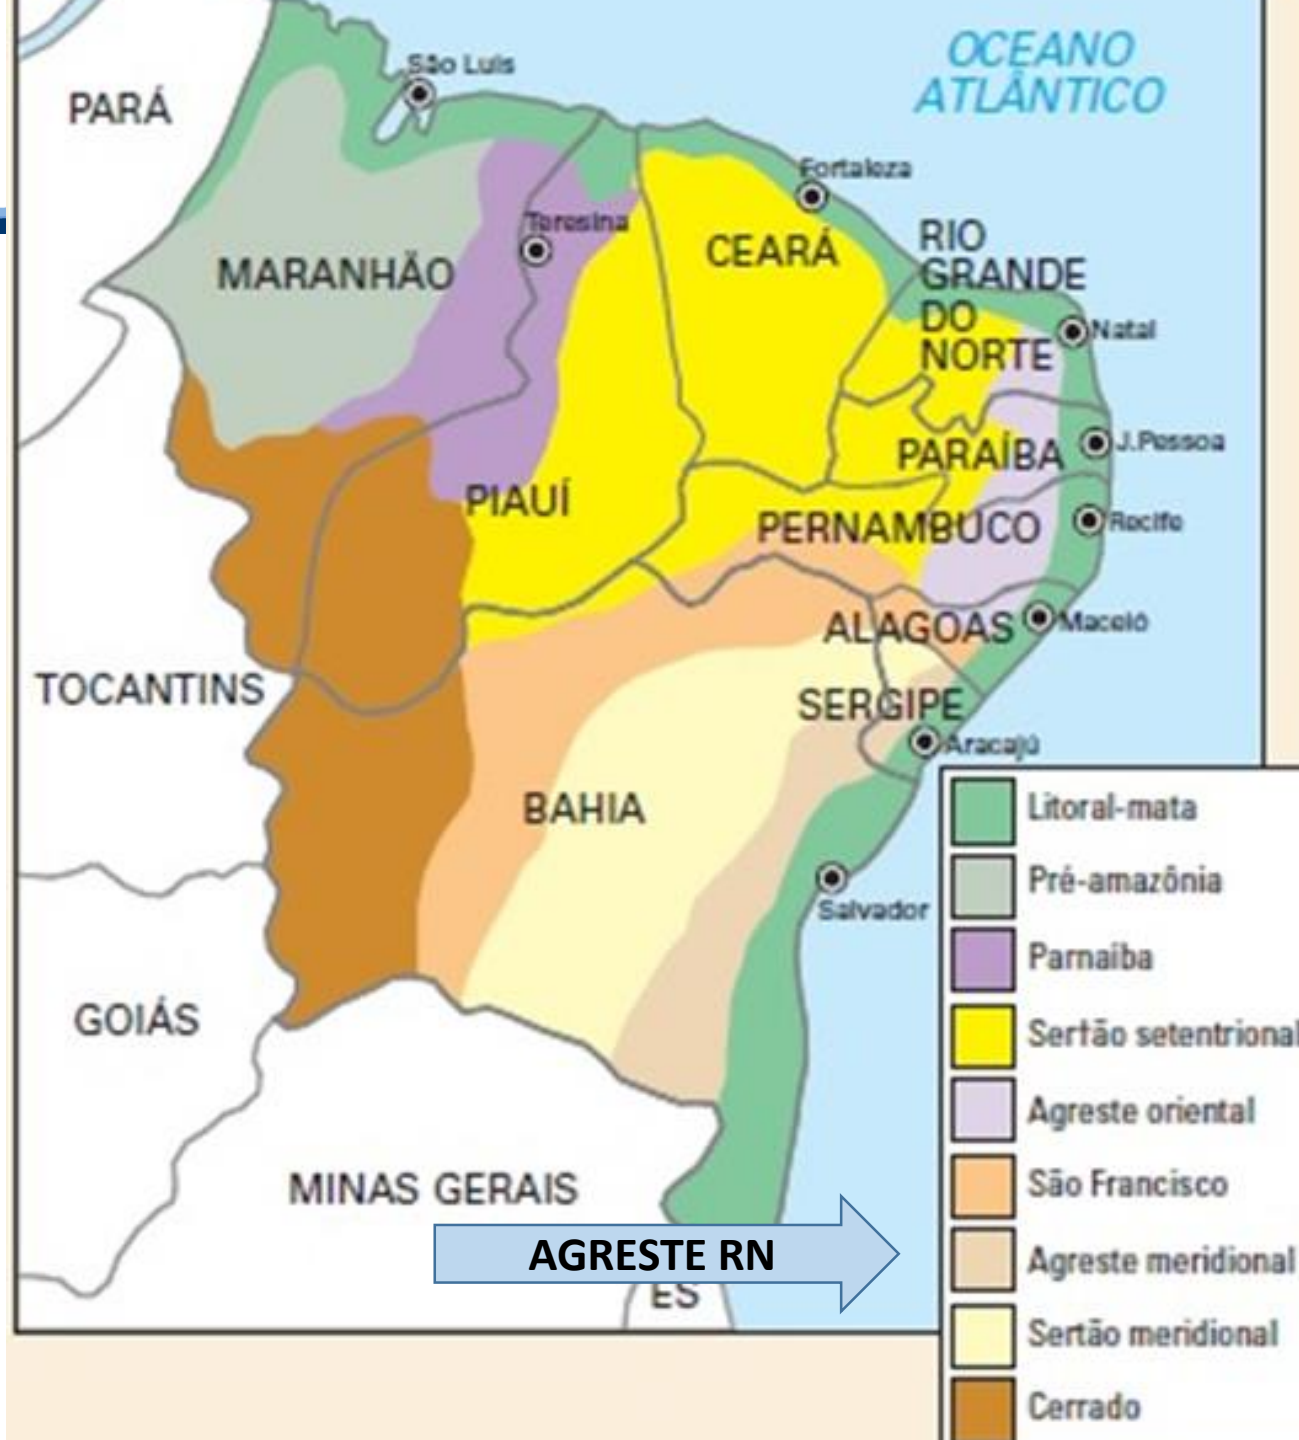 OCEANO
ATLÂNTICO
São Luis
PARÁ
Fortaleza
Teresina
RIO
GRANDE
DO
NORTE
CEARÁ
MARANHÃO
Natal
PARAÍBA
J.Pessoa
PIAUÍ
PERNAMBUCO
Recife
ALAGOAS
Maceió
TOCANTINS
SERGIPE
Aracajú
BAHIA
Salvador
GOIÁS
MINAS GERAIS
AGRESTE RN
ES
Litoral-mata
Pré-amazônia
Parnaíba
Sertão setentrional
Agreste oriental
São Francisco
Agreste meridional
Sertão meridional
Cerrado